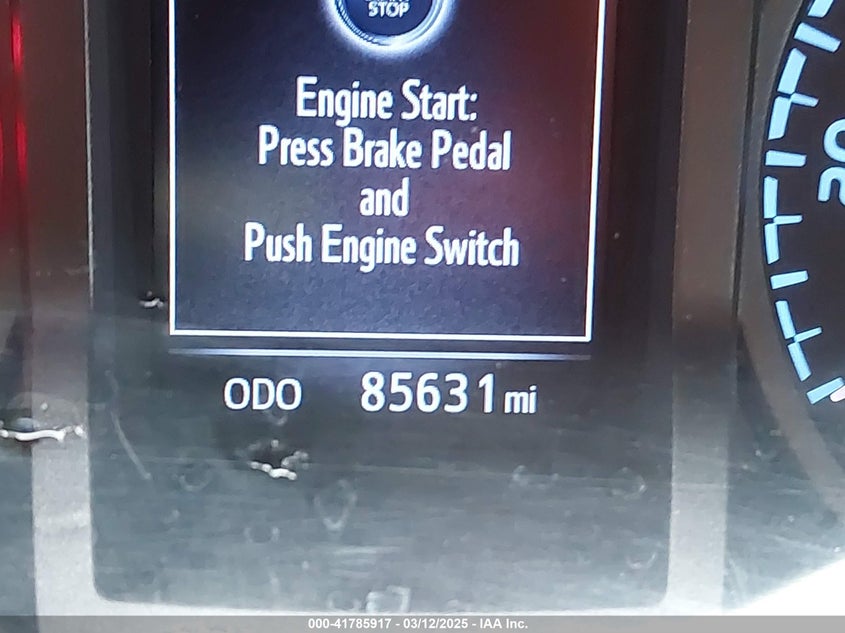 STOP
Engine Start:
Press Brake Pedal
and
Push Engine Switch
ODO 85631 mi
000-41785917 - 03/12/2025 - IAA Inc.